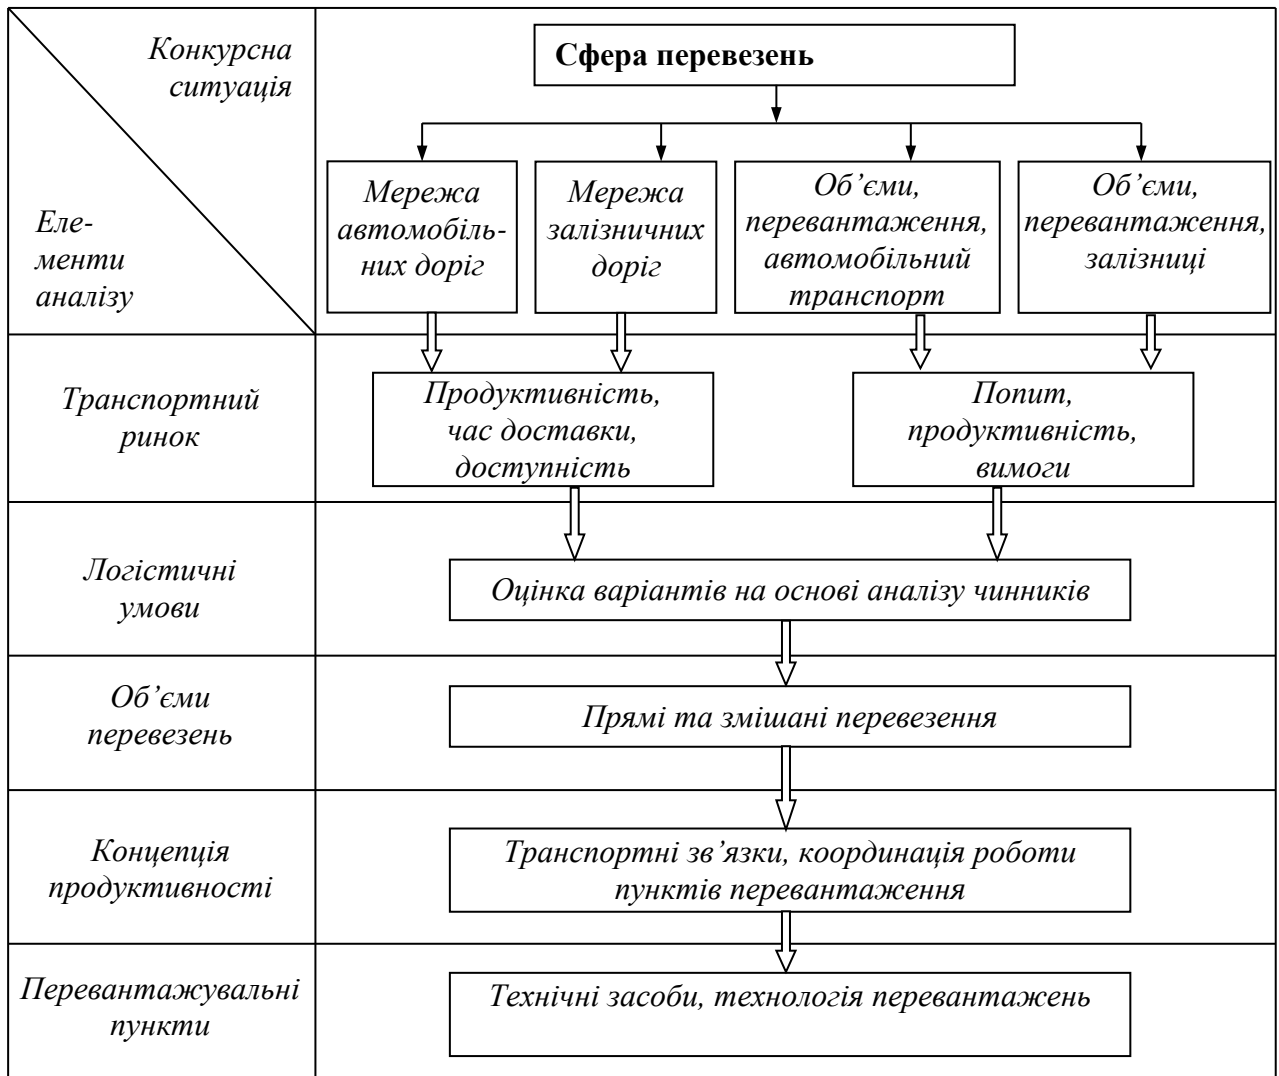 Конкурсна
ситуація
Еле-
менти
аналізу
Сфера перевезень
Мережа
автомобіль-
них доріг
Мережа
залізничних
доріг
Об’єми,
перевантаження,
автомобільний
транспорт
Об’єми,
перевантаження,
залізниці
Транспортний
ринок
Продуктивність,
час доставки,
доступність
Попит,
продуктивність,
вимоги
Логістичні
умови
Оцінка варіантів на основі аналізу чинників
Об’єми
перевезень
Прямі та змішані перевезення
Концепція
продуктивності
Транспортні зв’язки, координація роботи
пунктів перевантаження
Перевантажувальні
пункти
Технічні засоби, технологія перевантажень